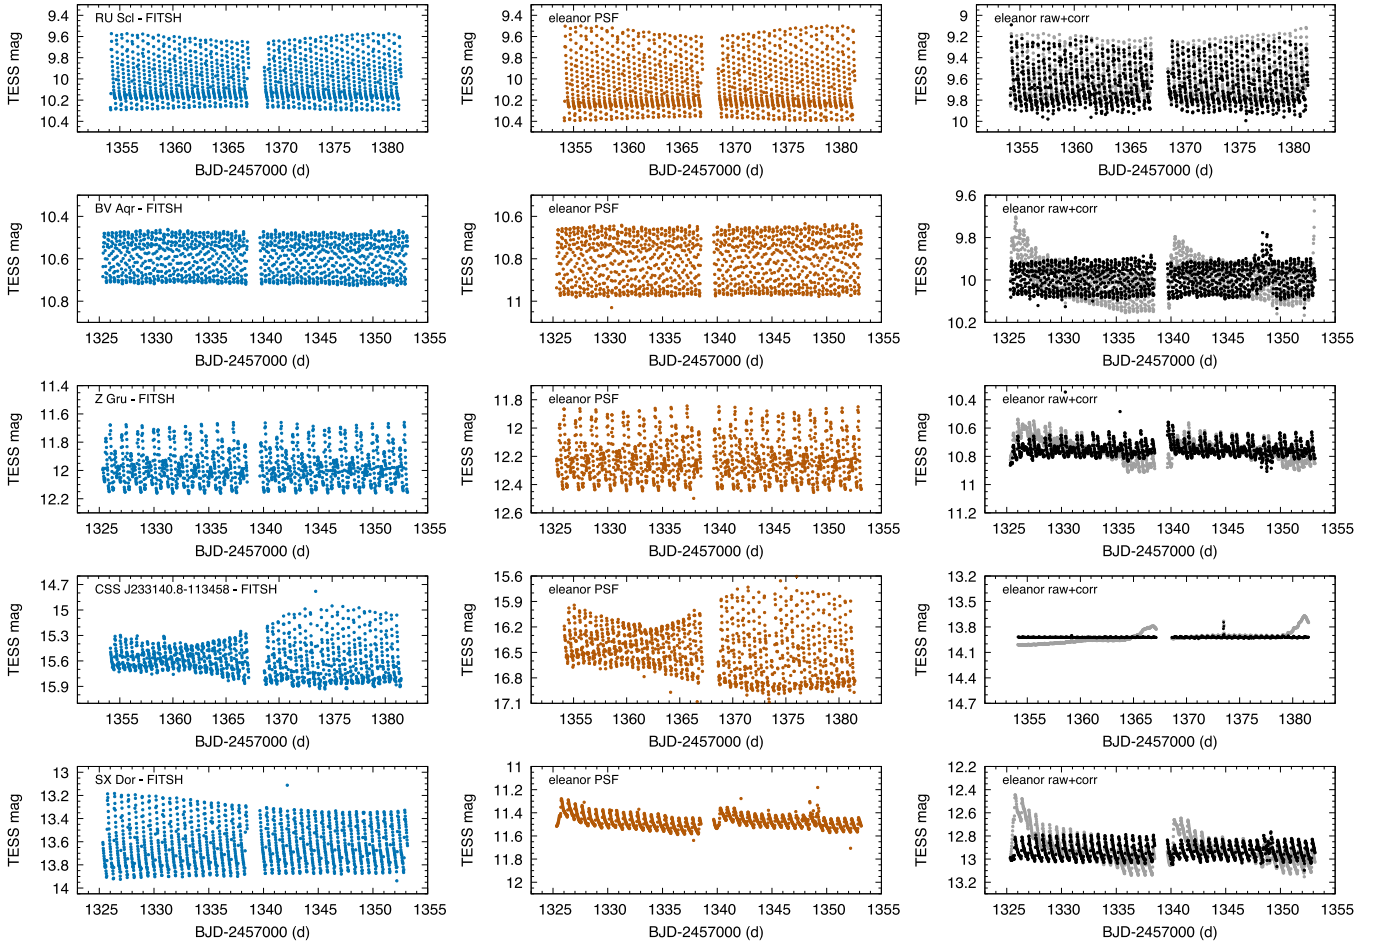 RU Scl - FITSH
TESS mag
9.4
9.6
9.8
10
10.2
10.4
1355 1360 1365 1370 1375 1380
BJD-2457000 (d)
eleanor PSF
TESS mag
9.4
9.6
9.8
10
10.2
10.4
1355 1360 1365 1370 1375 1380
BJD-2457000 (d)
eleanor raw+corr
TESS mag
9
9.2
9.4
9.6
9.8
10
1355 1360 1365 1370 1375 1380
BJD-2457000 (d)
BV Aqr - FITSH
TESS mag
10.4
10.6
10.8
1325 1330 1335 1340 1345 1350 1355
BJD-2457000 (d)
eleanor PSF
TESS mag
10.6
10.8
11
1325 1330 1335 1340 1345 1350 1355
BJD-2457000 (d)
eleanor raw+corr
TESS mag
9.6
9.8
10
10.2
1325 1330 1335 1340 1345 1350 1355
BJD-2457000 (d)
Z Gru - FITSH
TESS mag
11.4
11.6
11.8
12
12.2
1325 1330 1335 1340 1345 1350 1355
BJD-2457000 (d)
eleanor PSF
TESS mag
11.8
12
12.2
12.4
12.6
1325 1330 1335 1340 1345 1350 1355
BJD-2457000 (d)
eleanor raw+corr
TESS mag
10.4
10.6
10.8
11
11.2
1325 1330 1335 1340 1345 1350 1355
BJD-2457000 (d)
CSS J233140.8-113458 - FITSH
TESS mag
14.7
15
15.3
15.6
15.9
1355 1360 1365 1370 1375 1380
BJD-2457000 (d)
eleanor PSF
TESS mag
15.6
15.9
16.2
16.5
16.8
17.1
1355 1360 1365 1370 1375 1380
BJD-2457000 (d)
eleanor raw+corr
TESS mag
13.2
13.5
13.8
14.1
14.4
14.7
1355 1360 1365 1370 1375 1380
BJD-2457000 (d)
SX Dor - FITSH
TESS mag
13
13.2
13.4
13.6
13.8
14
1325 1330 1335 1340 1345 1350 1355
BJD-2457000 (d)
eleanor PSF
TESS mag
11
11.2
11.4
11.6
11.8
12
1325 1330 1335 1340 1345 1350 1355
BJD-2457000 (d)
eleanor raw+corr
TESS mag
12.2
12.4
12.6
12.8
13
13.2
1325 1330 1335 1340 1345 1350 1355
BJD-2457000 (d)